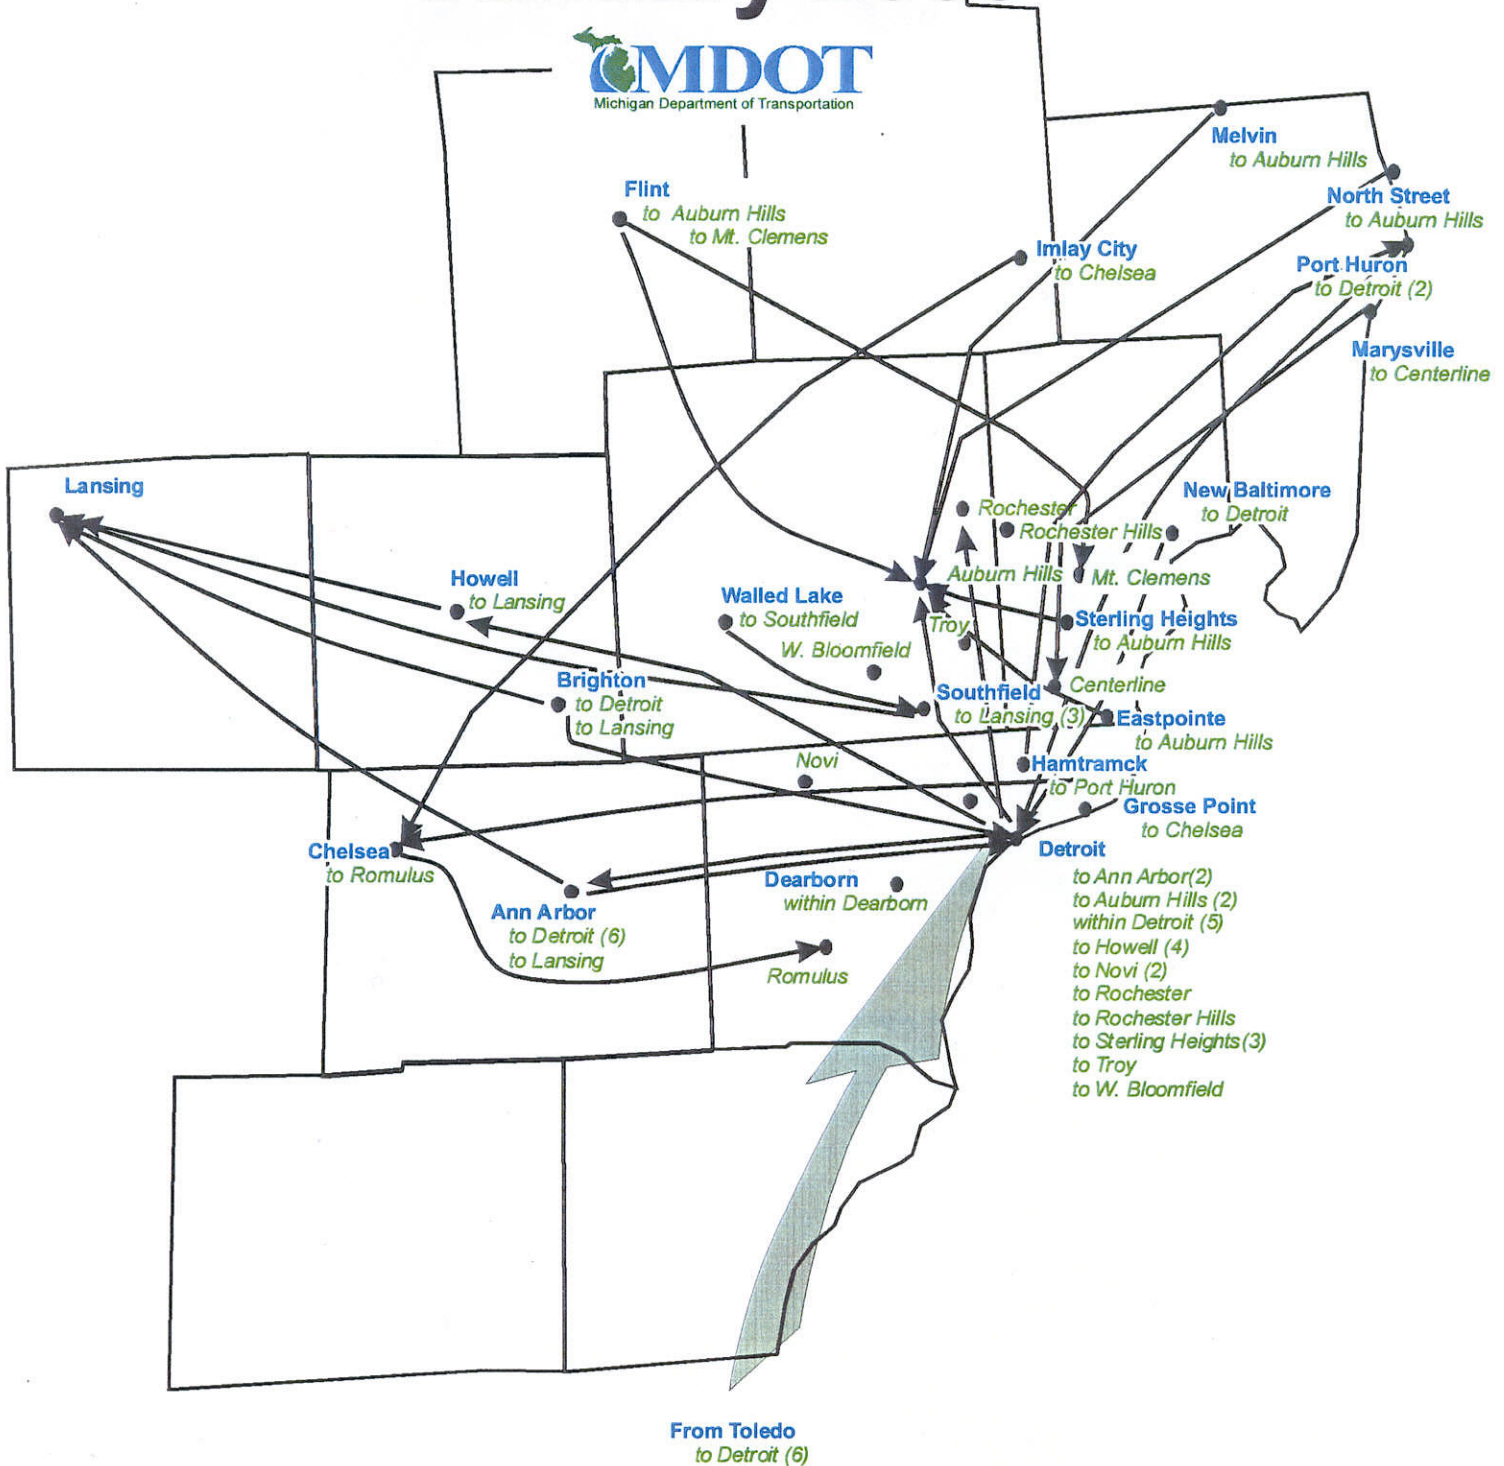 MDOT
Michigan Department of Transportation
Melvin
to Auburn Hills
Flint
to Auburn Hills
to Mt. Clemens
North Street
to Auburn Hills
Imlay City
to Chelsea
Port Huron
to Detroit (2)
Marysville
to Centerline
Lansing
New Baltimore
to Detroit
Rochester
Rochester Hills
Auburn Hills
Mt. Clemens
Howell
to Lansing
Walled Lake
to Southfield
Troy
Sterling Heights
to Auburn Hills
W. Bloomfield
Brighton
to Detroit
to Lansing
Centerline
Southfield
to Lansing (3)
Eastpointe
to Auburn Hills
Novi
Hamtramck
to Port Huron
Grosse Point
to Chelsea
Chelsea
to Romulus
Detroit
to Ann Arbor(2)
to Auburn Hills (2)
within Detroit (5)
to Howell (4)
to Novi (2)
to Rochester
to Rochester Hills
to Sterling Heights(3)
to Troy
to W. Bloomfield
Dearborn
within Dearborn
Ann Arbor
to Detroit (6)
to Lansing
Romulus
From Toledo
to Detroit (6)